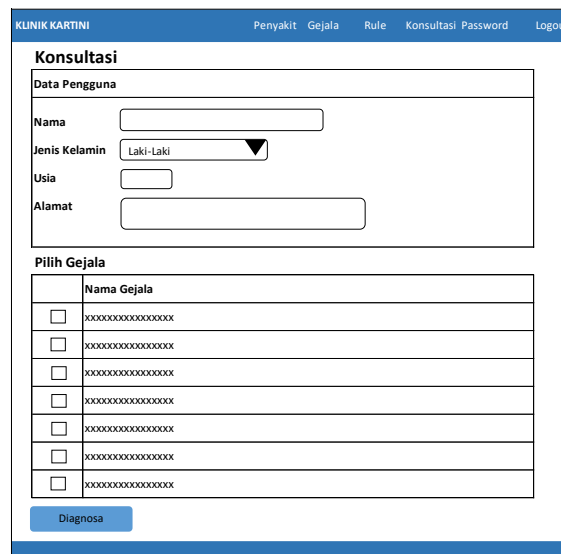 KLINIK KARTINI Penyakit Gejala Rule Konsultasi Password Logou
Konsultasi
Data Pengguna
Nama
Jenis Kelamin Laki-Laki
Usia
Alamat
Pilih Gejala
Nama Gejala
xxxxxxxxxxxxxxxx
xxxxxxxxxxxxxxxx
xxxxxxxxxxxxxxxx
xxxxxxxxxxxxxxxx
xxxxxxxxxxxxxxxx
xxxxxxxxxxxxxxxx
xxxxxxxxxxxxxxxx
Diagnosa